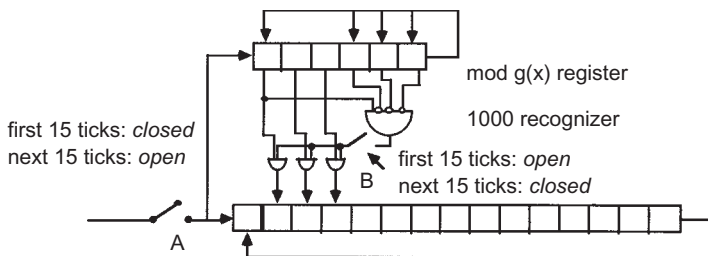 mod g(x) register
1000 recognizer
first 15 ticks: closed
next 15 ticks: open
first 15 ticks: open
next 15 ticks: closed
B
A